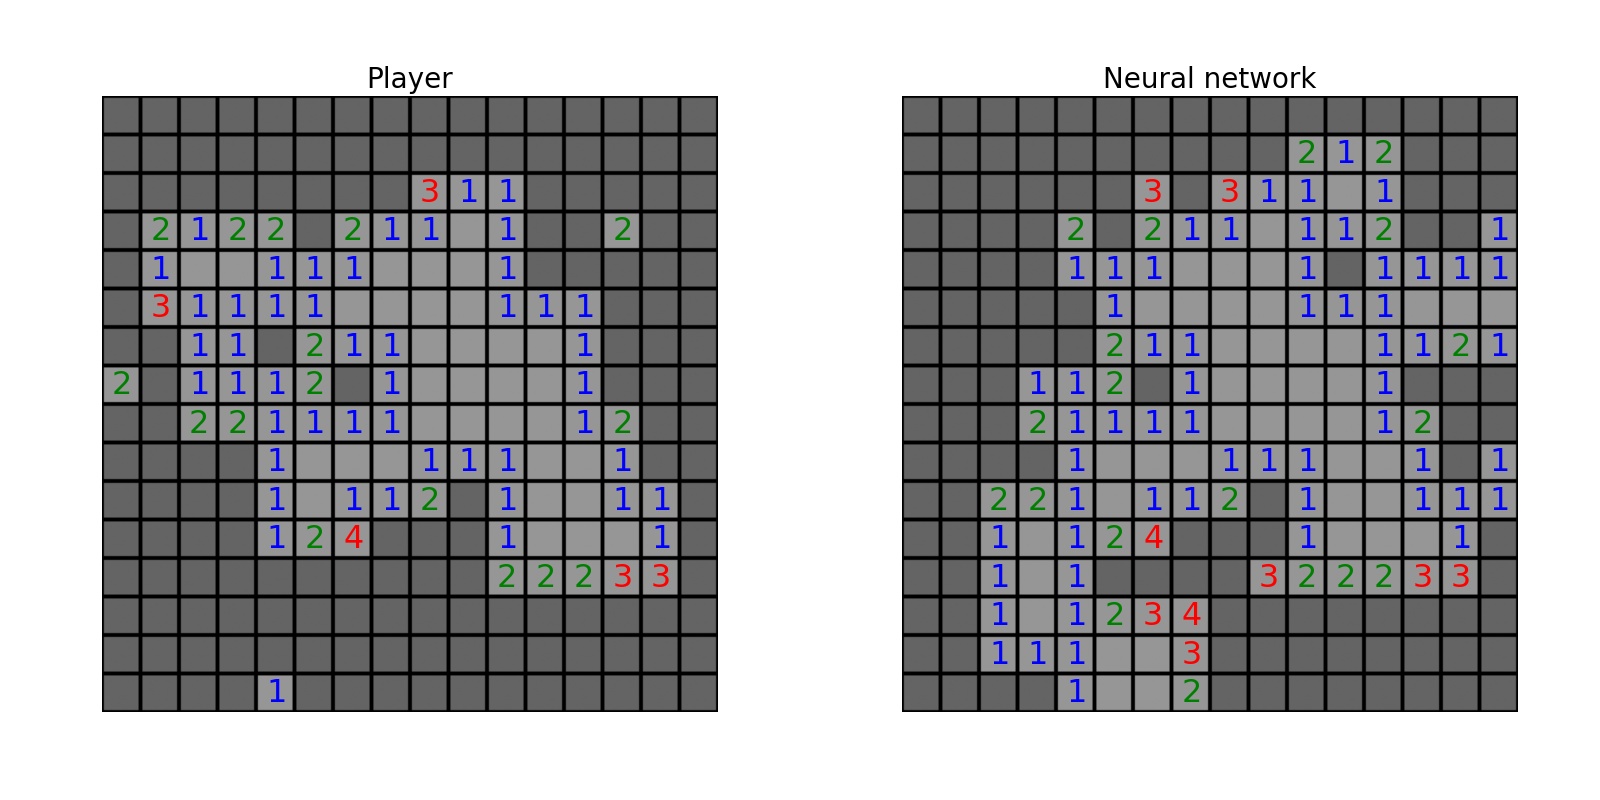 Player Neural network
2 1 2
3 1 1 3 3 1 1 1
2 1 2 2 2 1 1 1 2 2 2 1 1 1 1 2 1
1 1 1 1 1 1 1 1 1 1 1 1 1
3 1 1 1 1 1 1 1 1 1 1 1
1 1 2 1 1 1 2 1 1 1 1 2 1
2 1 1 1 2 1 1 1 1 2 1 1
2 2 1 1 1 1 1 2 2 1 1 1 1 1 2
1 1 1 1 1 1 1 1 1 1 1
1 1 1 2 1 1 1 2 2 1 1 1 2 1 1 1 1
1 2 4 1 1 1 1 2 4 1 1
2 2 2 3 3 1 1 3 2 2 2 3 3
1 1 2 3 4
1 1 1 3
1 1 2